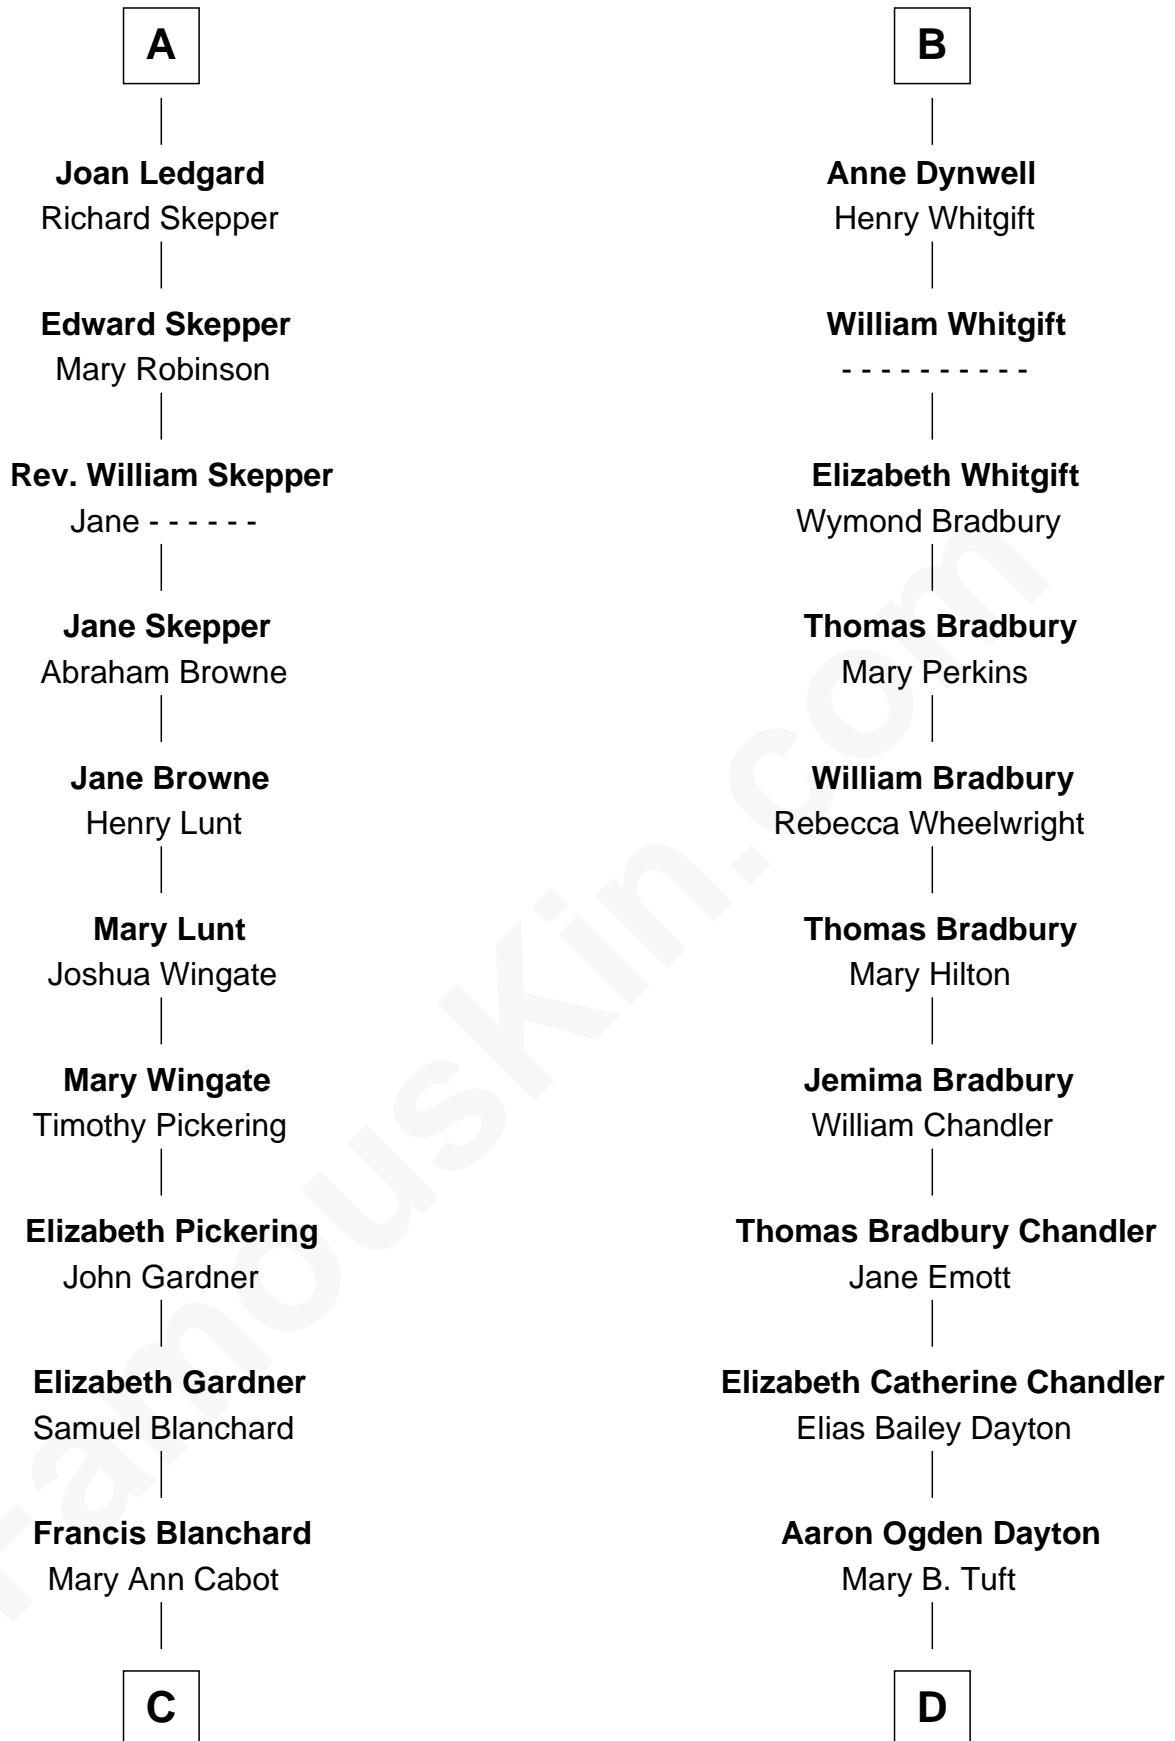 A
Joan Ledgard
Richard Skepper
Edward Skepper
Mary Robinson
Rev. William Skepper
Jane - - - - - -
Jane Skepper
Abraham Browne
Jane Browne
Henry Lunt
Mary Lunt
Joshua Wingate
Mary Wingate
Timothy Pickering
Elizabeth Pickering
John Gardner
Elizabeth Gardner
Samuel Blanchard
Francis Blanchard
Mary Ann Cabot
C
B
Anne Dynwell
Henry Whitgift
William Whitgift
- - - - - - - - - -
Elizabeth Whitgift
Wymond Bradbury
Thomas Bradbury
Mary Perkins
William Bradbury
Rebecca Wheelwright
Thomas Bradbury
Mary Hilton
Jemima Bradbury
William Chandler
Thomas Bradbury Chandler
Jane Emott
Elizabeth Catherine Chandler
Elias Bailey Dayton
Aaron Ogden Dayton
Mary B. Tuft
D
FamousKin.com